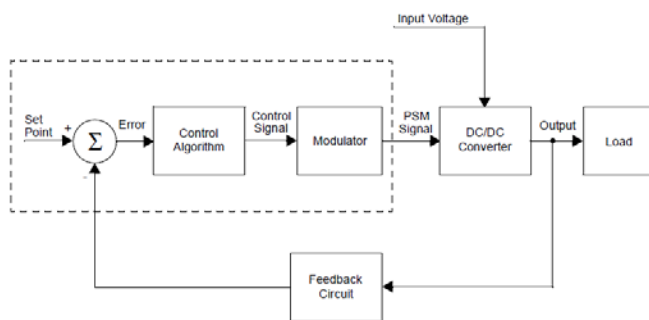 Input Voltage
Set
Point
+
Σ
-
Error
Control
Algorithm
Control
Signal
Modulator
PSM
Signal
DC/DC
Converter
Output
Load
Feedback
Circuit